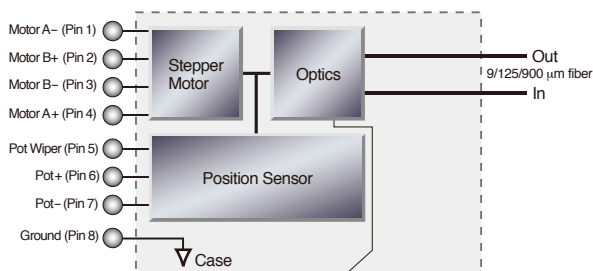 Motor A– (Pin 1)
Motor B+ (Pin 2)
Motor B– (Pin 3)
Motor A+ (Pin 4)
Stepper
Motor
Optics
Out
9/125/900 µm fiber
In
Pot Wiper (Pin 5)
Pot+ (Pin 6)
Pot– (Pin 7)
Position Sensor
Ground (Pin 8)
Case